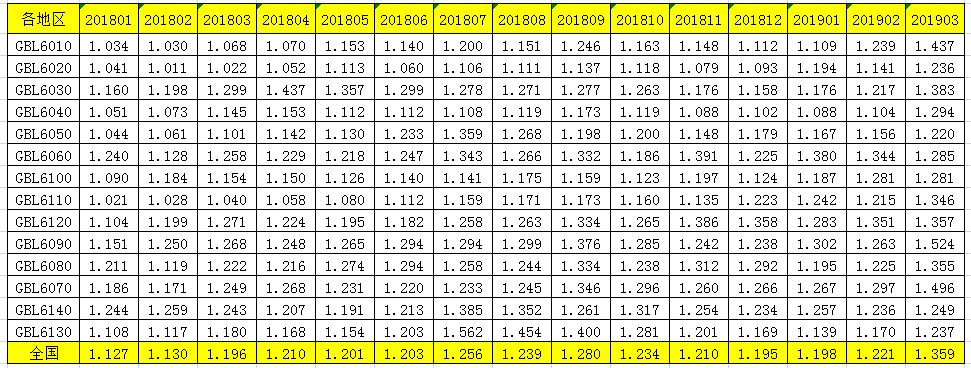 各地区 201801 201802 201803 201804 201805 201806 201807 201808 201809 201810 201811 201812 201901 201902 201903
GBL6010 1.034 1.030 1.068 1.070 1.153 1.140 1.200 1.151 1.246 1.163 1.148 1.112 1.109 1.239 1.437
GBL6020 1.041 1.011 1.022 1.052 1.113 1.060 1.106 1.111 1.137 1.118 1.079 1.093 1.194 1.141 1.236
GBL6030 1.160 1.198 1.299 1.437 1.357 1.299 1.278 1.271 1.277 1.263 1.176 1.158 1.176 1.217 1.383
GBL6040 1.051 1.073 1.145 1.153 1.112 1.112 1.108 1.119 1.173 1.119 1.088 1.102 1.088 1.104 1.294
GBL6050 1.044 1.061 1.101 1.142 1.130 1.233 1.359 1.268 1.198 1.200 1.148 1.179 1.167 1.156 1.220
GBL6060 1.240 1.128 1.258 1.229 1.218 1.247 1.343 1.266 1.332 1.186 1.391 1.225 1.380 1.344 1.285
GBL6100 1.090 1.184 1.154 1.150 1.126 1.140 1.141 1.175 1.159 1.123 1.197 1.124 1.187 1.281 1.281
GBL6110 1.021 1.028 1.040 1.058 1.080 1.112 1.159 1.171 1.173 1.160 1.135 1.223 1.242 1.215 1.346
GBL6120 1.104 1.199 1.271 1.224 1.195 1.182 1.258 1.263 1.334 1.265 1.386 1.358 1.283 1.351 1.357
GBL6090 1.151 1.250 1.268 1.248 1.265 1.294 1.294 1.299 1.376 1.285 1.242 1.238 1.302 1.263 1.524
GBL6080 1.211 1.119 1.222 1.216 1.274 1.294 1.258 1.244 1.334 1.238 1.312 1.292 1.195 1.225 1.355
GBL6070 1.186 1.171 1.249 1.268 1.231 1.220 1.233 1.245 1.346 1.296 1.260 1.266 1.267 1.297 1.496
GBL6140 1.244 1.259 1.243 1.207 1.191 1.213 1.385 1.352 1.261 1.317 1.254 1.234 1.257 1.236 1.249
GBL6130 1.108 1.117 1.180 1.168 1.154 1.203 1.562 1.454 1.400 1.281 1.201 1.169 1.139 1.170 1.237
全国 1.127 1.130 1.196 1.210 1.201 1.203 1.256 1.239 1.280 1.234 1.210 1.195 1.198 1.221 1.359